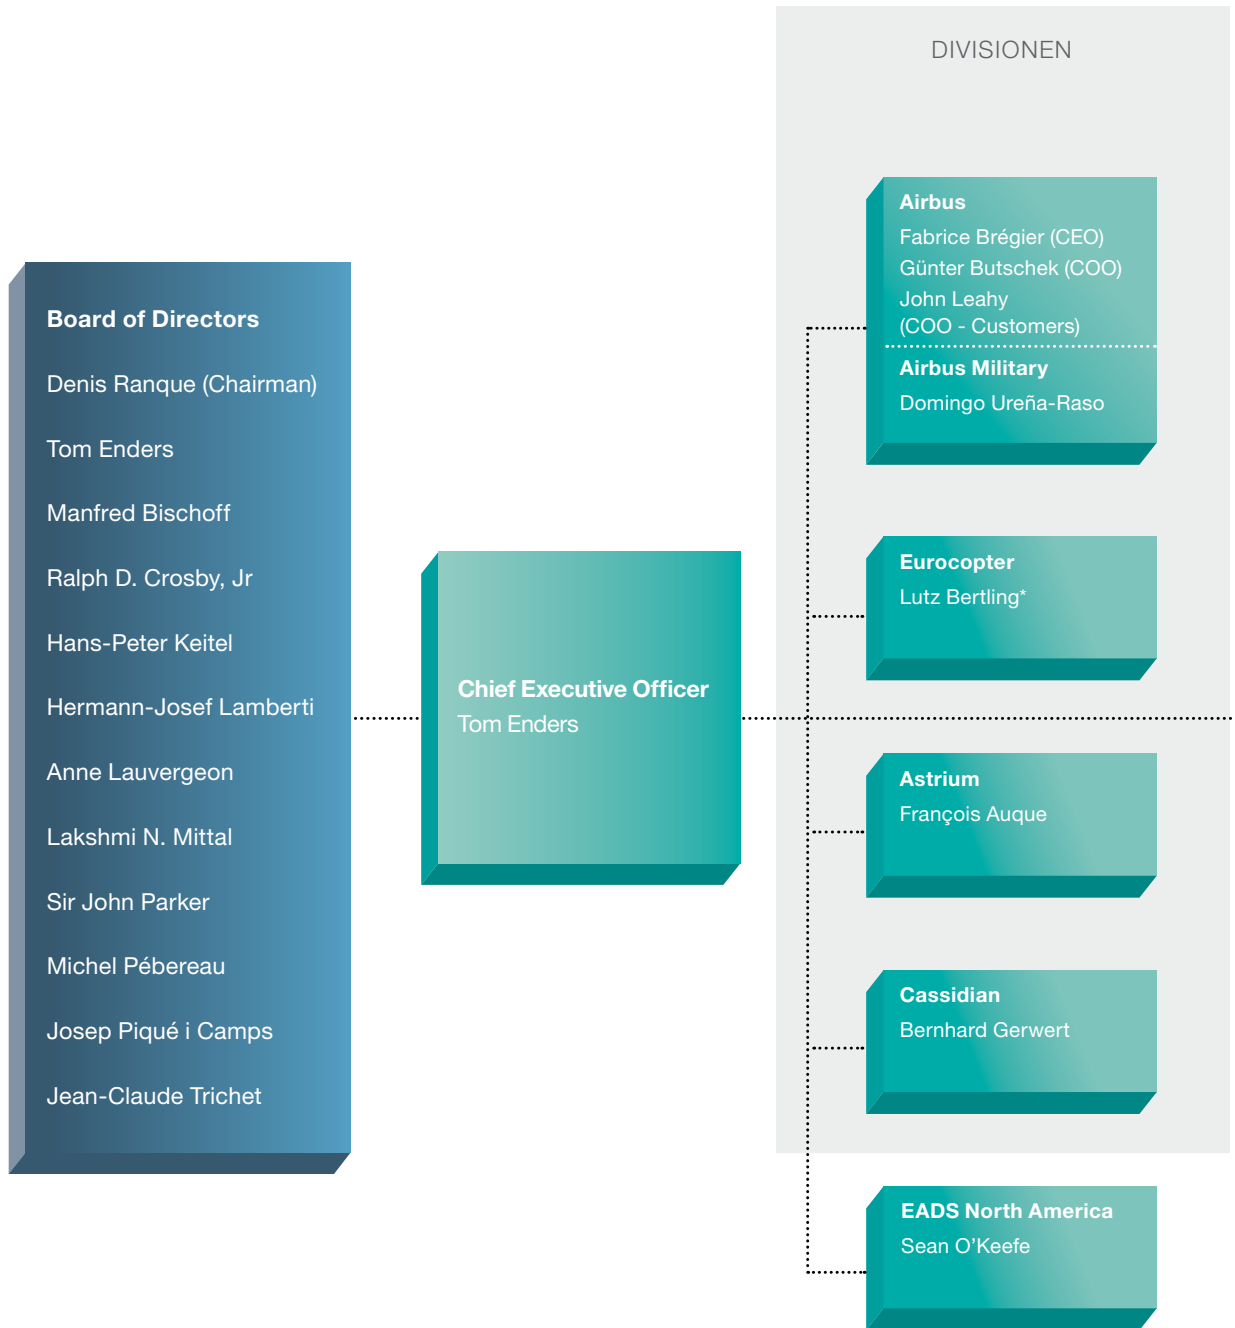 DIVISIONEN
Board of Directors
Denis Ranque (Chairman)
Tom Enders
Manfred Bischoff
Ralph D. Crosby, Jr
Hans-Peter Keitel
Hermann-Josef Lamberti
Anne Lauvergeon
Lakshmi N. Mittal
Sir John Parker
Michel Pébereau
Josep Piqué i Camps
Jean-Claude Trichet
Chief Executive Officer
Tom Enders
Airbus
Fabrice Brégier (CEO)
Günter Butschek (COO)
John Leahy
(COO - Customers)
Airbus Military
Domingo Ureña-Raso
Eurocopter
Lutz Bertling*
Astrium
François Auque
Cassidian
Bernhard Gerwert
EADS North America
Sean O’Keefe